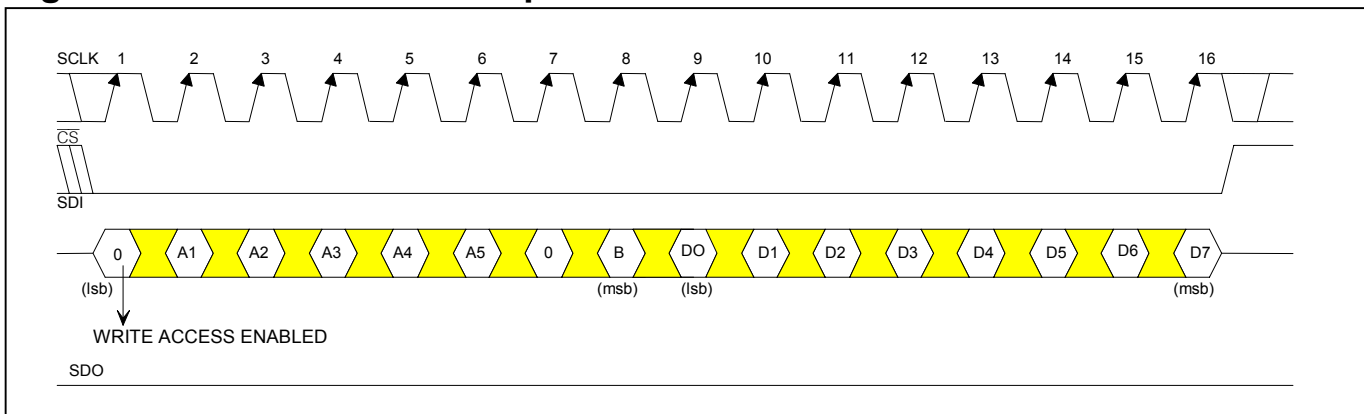 SCLK 1 2 3 4 5 6 7 8 9 10 11 12 13 14 15 16
CS
SDI
0 A1 A2 A3 A4 A5 0 B DO D1 D2 D3 D4 D5 D6 D7
(lsb) (msb) (lsb) (msb)
WRITE ACCESS ENABLED
SDO